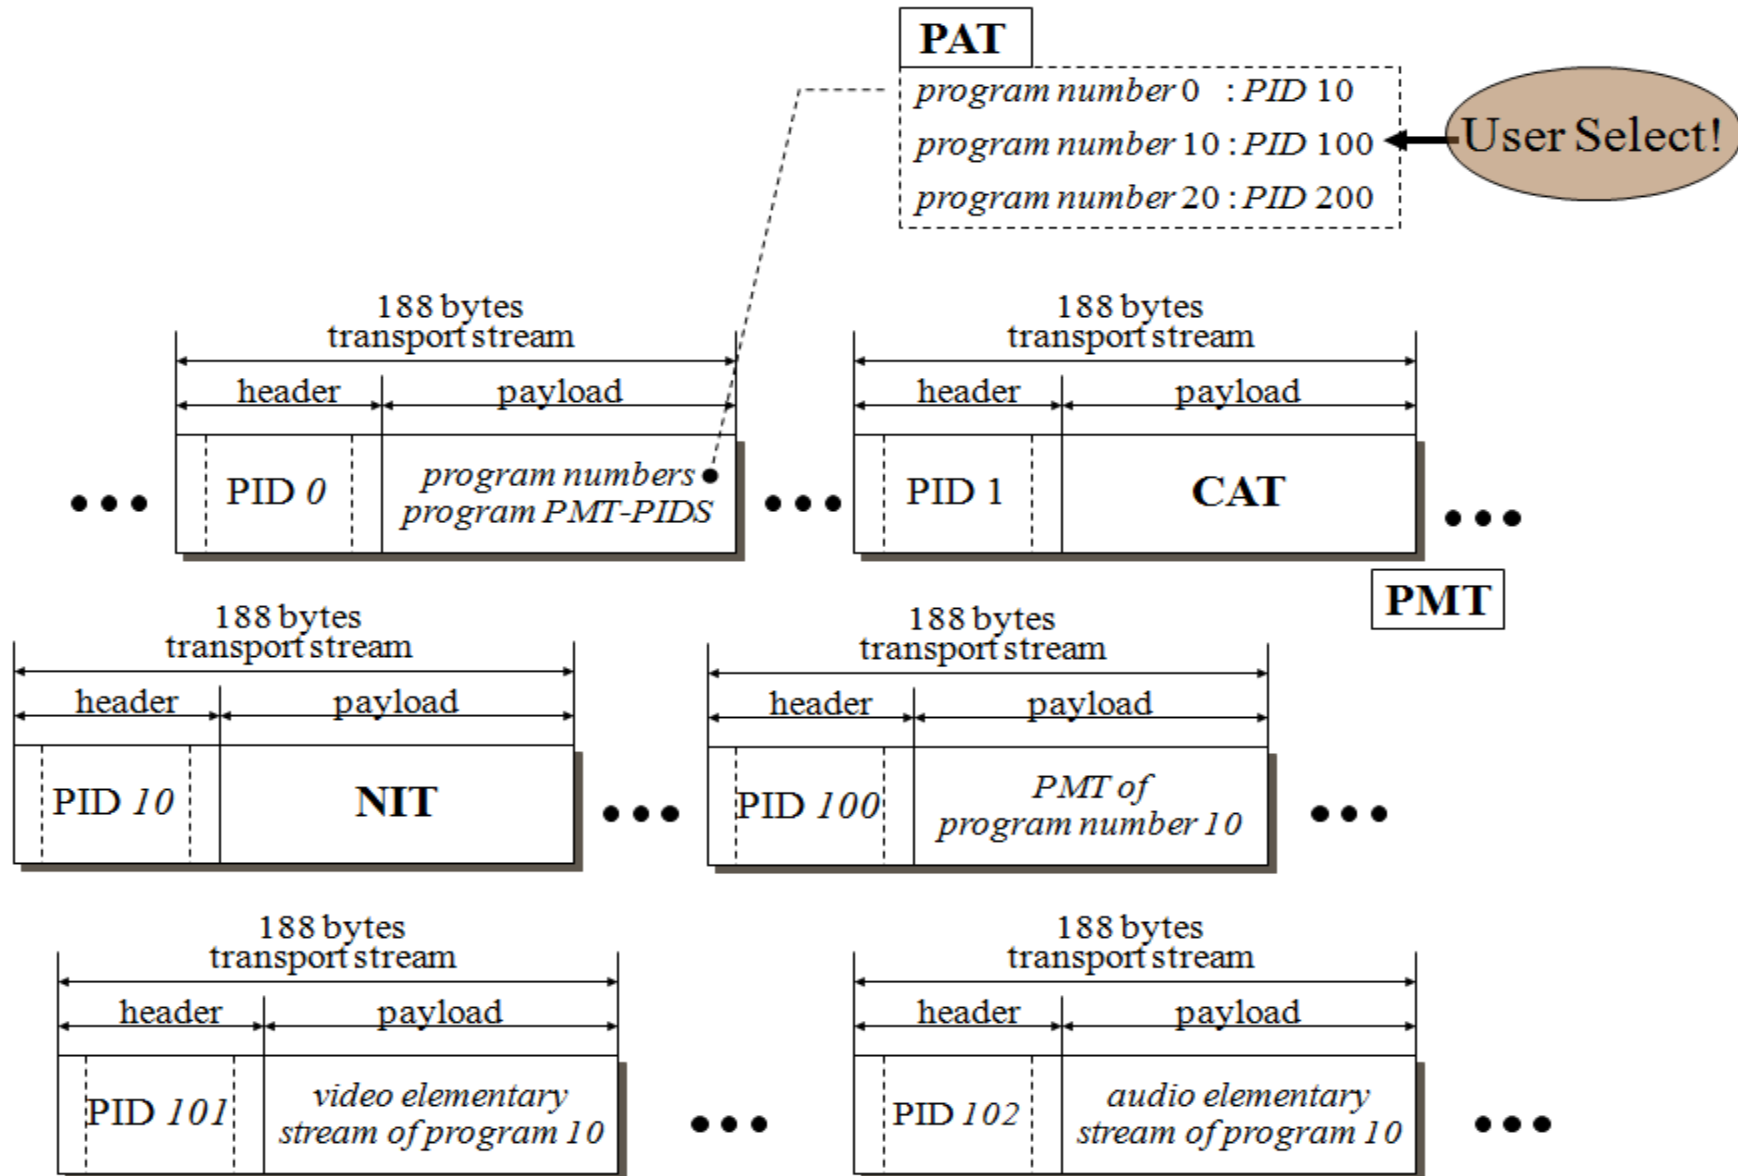 PAT
program number 0 : PID 10
program number 10 : PID 100
User Select!
program number 20 : PID 200
188 bytes
transport stream
header
payload
PID 0
program numbers
program PMT-PIDS
188 bytes
transport stream
header
payload
PID 1
CAT
PMT
188 bytes
transport stream
header
payload
PID 10
NIT
188 bytes
transport stream
header
payload
PID 100
PMT of
program number 10
188 bytes
transport stream
header
payload
PID 101
video elementary
stream of program 10
188 bytes
transport stream
header
payload
PID 102
audio elementary
stream of program 10